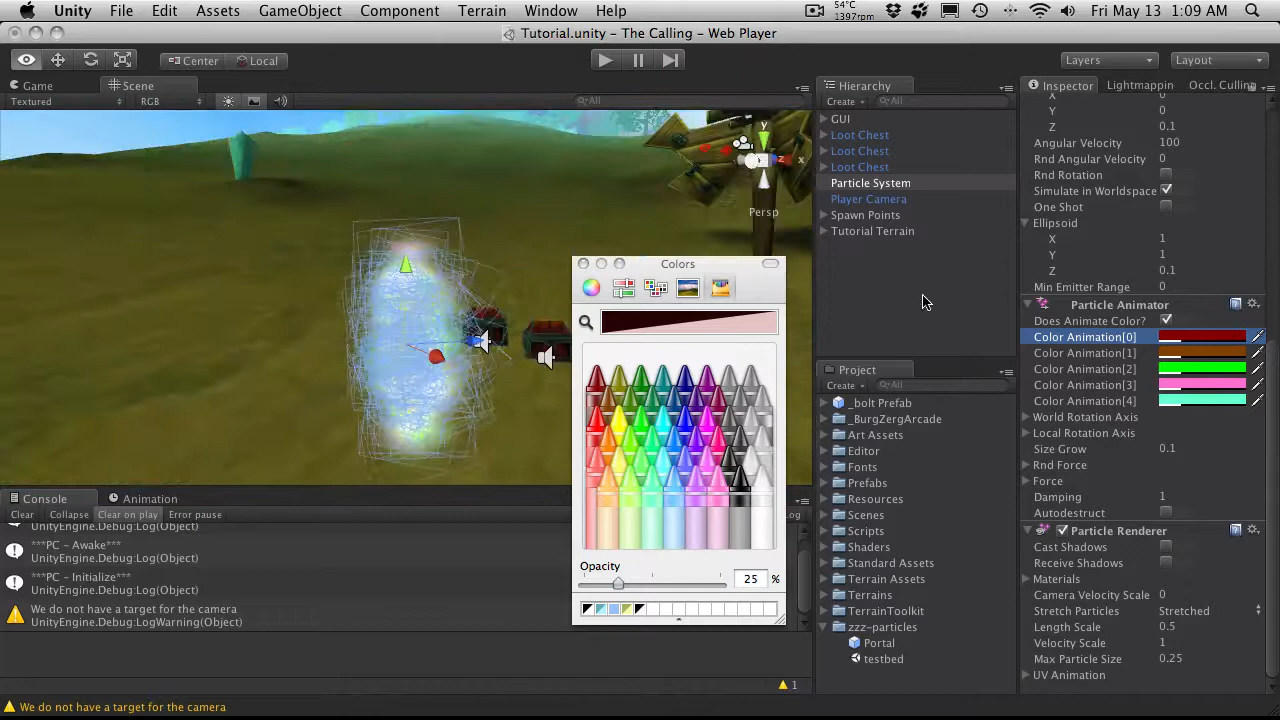 Unity File Edit Assets GameObject Component Terrain Window Help 54°C 1397rpm Fri May 13 1:09 AM
Tutorial.unity - The Calling - Web Player
Center Local Layers Layout
Game Scene
Textured RGB All
y
z
x
Persp
Hierarchy
Create All
GUI
Loot Chest
Loot Chest
Loot Chest
Particle System
Player Camera
Spawn Points
Tutorial Terrain
Colors
Opacity
25 %
Project
Create All
_bolt Prefab
_BurgZergArcade
Art Assets
Editor
Fonts
Prefabs
Resources
Scenes
Scripts
Shaders
Standard Assets
Terrain Assets
Terrains
TerrainToolkit
zzz-particles
Portal
testbed
Inspector Lightmappin Occl. Culling
X 0
Y 0
Z 0.1
Angular Velocity 100
Rnd Angular Velocity 0
Rnd Rotation
Simulate in Worldspace
One Shot
Ellipsoid
X 1
Y 1
Z 0.1
Min Emitter Range 0
Particle Animator
Does Animate Color?
Color Animation[0]
Color Animation[1]
Color Animation[2]
Color Animation[3]
Color Animation[4]
World Rotation Axis
Local Rotation Axis
Size Grow 0.1
Rnd Force
Force
Damping 1
Autodestruct
Particle Renderer
Cast Shadows
Receive Shadows
Materials
Camera Velocity Scale 0
Stretch Particles Stretched
Length Scale 0.5
Velocity Scale 1
Max Particle Size 0.25
UV Animation
Console Animation
Clear Collapse Clear on play Error pause Log
UnityEngine.Debug:Log(Object)
***PC - Awake***
UnityEngine.Debug:Log(Object)
***PC - Initialize***
UnityEngine.Debug:Log(Object)
We do not have a target for the camera
UnityEngine.Debug:LogWarning(Object)
1
We do not have a target for the camera